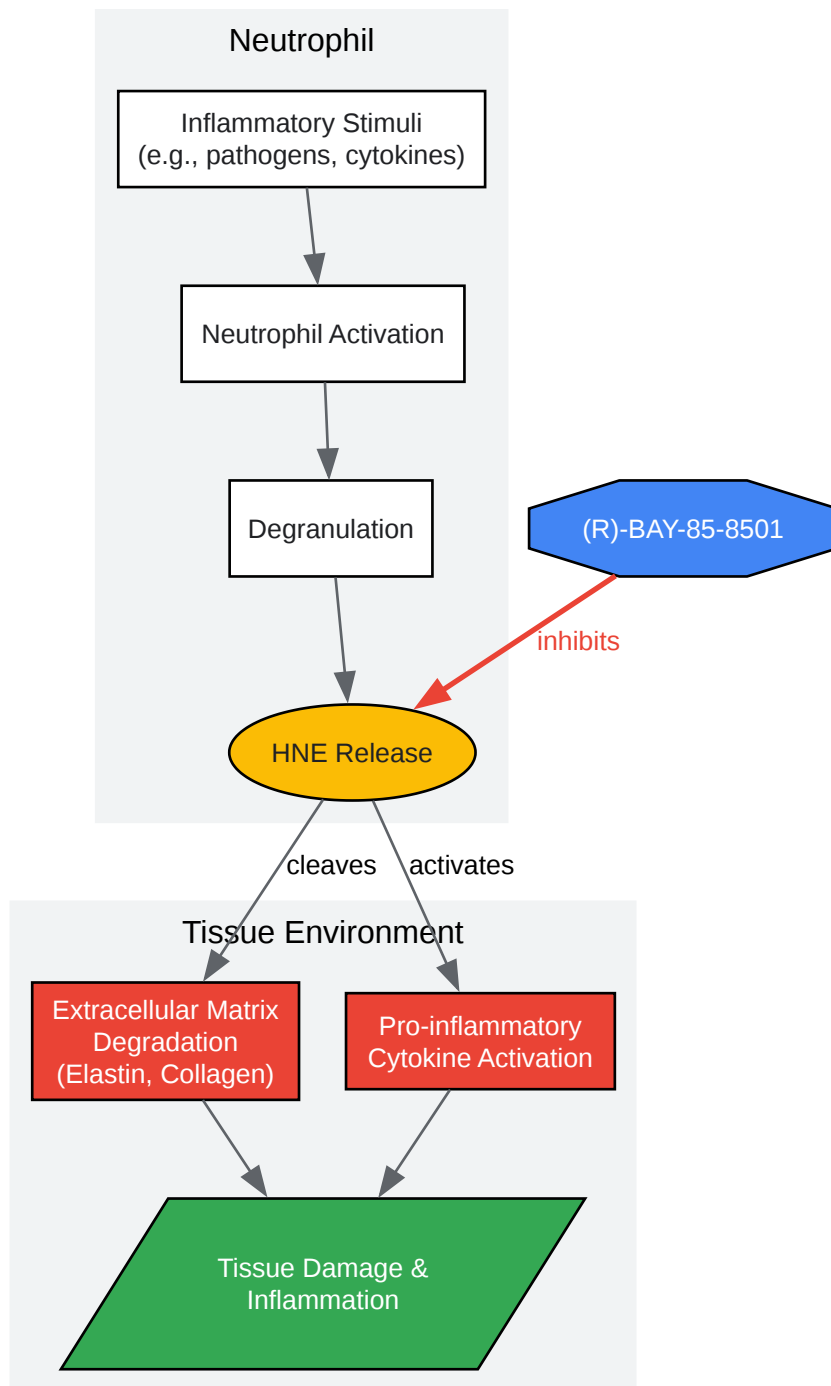 Neutrophil
Inflammatory Stimuli
(e.g., pathogens, cytokines)
Neutrophil Activation
Degranulation
(R)-BAY-85-8501
inhibits
HNE Release
cleaves
activates
Tissue Environment
Extracellular Matrix
Degradation
(Elastin, Collagen)
Pro-inflammatory
Cytokine Activation
Tissue Damage &
Inflammation